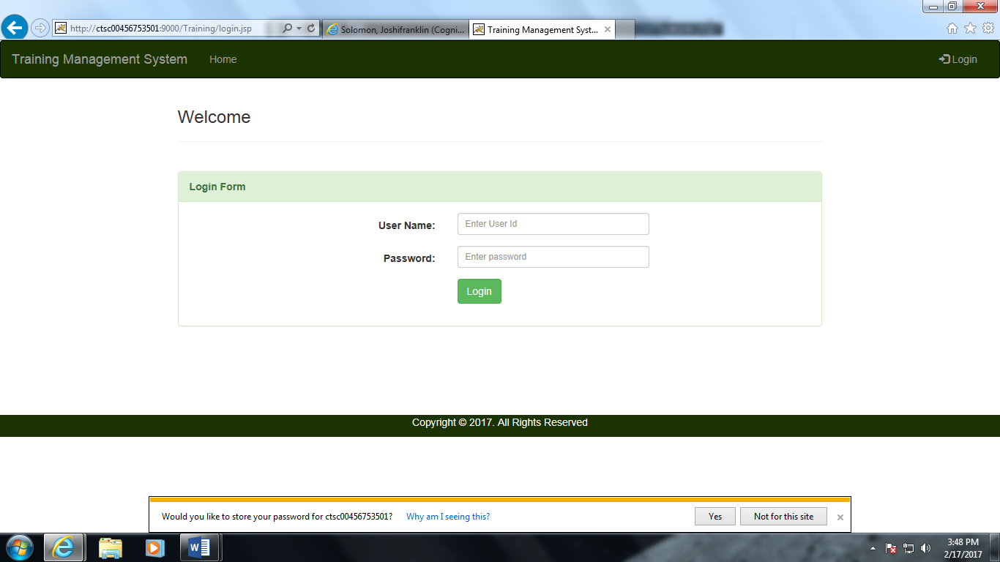 http://ctsc00456753501:9000/Training/login.jsp
Solomon, Joshifranklin (Cogni...
Training Management Syst...
Training Management System
Home
Login
Welcome
Login Form
User Name:
Enter User Id
Password:
Enter password
Login
Copyright © 2017. All Rights Reserved
Would you like to store your password for ctsc00456753501?
Why am I seeing this?
Yes
Not for this site
3:48 PM
2/17/2017